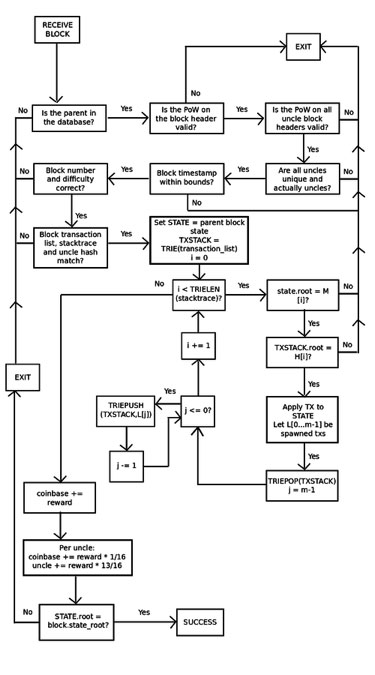 RECEIVE
BLOCK
EXIT
No
No
Yes
Yes
No
Is the parent in
the database?
Is the PoW on
the block header
valid?
Is the PoW on all
uncle block
headers valid?
Yes
No
Yes
Yes
No
Block number
and difficulty
correct?
Block timestamp
within bounds?
Are all uncles
unique and
actually uncles?
No
Yes
No
Yes
Block transaction
list, stacktrace
and uncle hash
match?
Set STATE = parent block
state
TXSTACK =
TRIE(transaction_list)
i = 0
No
Yes
No
i < TRIELEN
(stacktrace)?
state.root = M
[i]?
Yes
i += 1
TXSTACK.root =
H[i]?
No
EXIT
Yes
Yes
TRIEPUSH
(TXSTACK,L[j])
j <= 0?
Apply TX to
STATE
Let L[0...m-1] be
spawned txs
j -= 1
Yes
TRIEPOP(TXSTACK)
j = m-1
coinbase +=
reward
Per uncle:
coinbase += reward * 1/16
uncle += reward * 13/16
No
Yes
STATE.root =
block.state_root?
SUCCESS